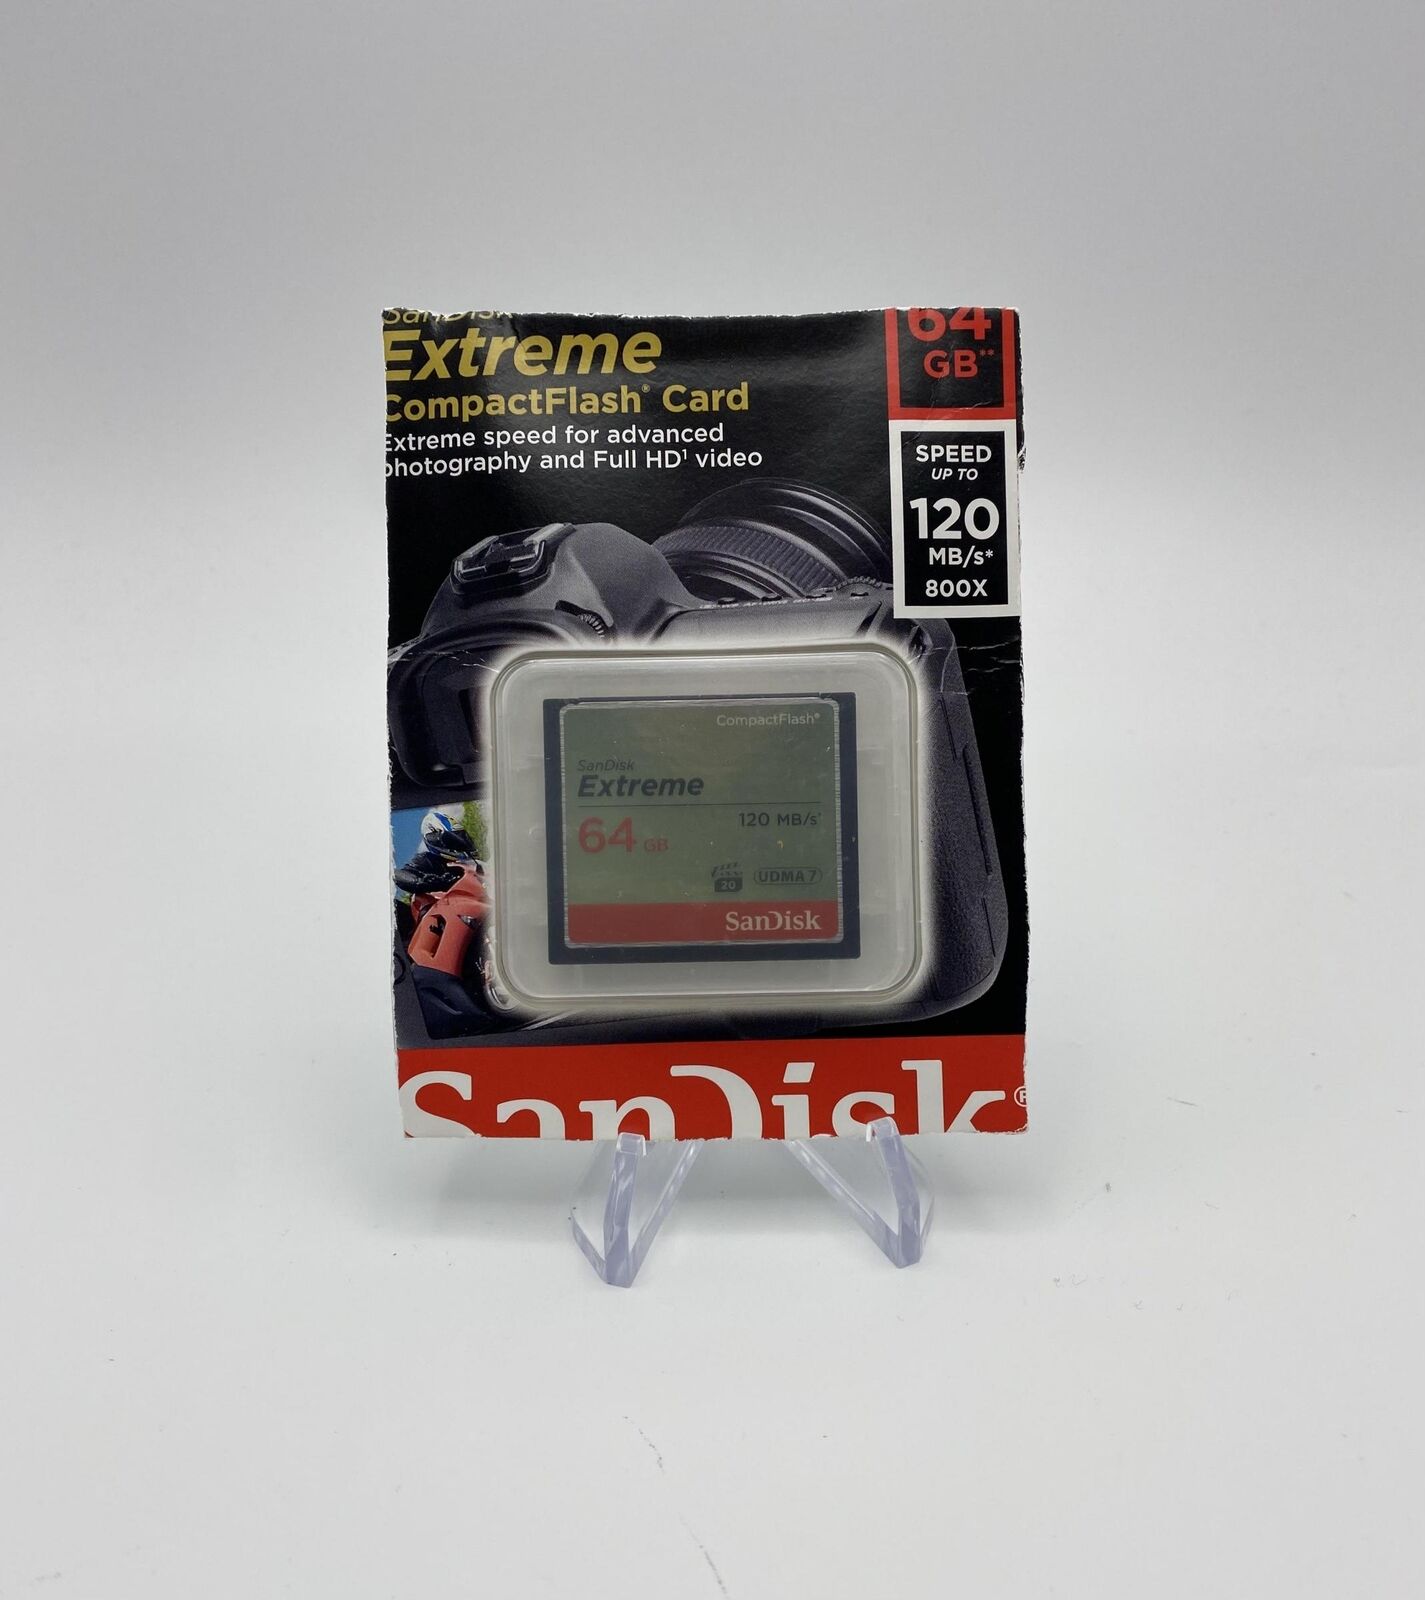 SanDisk
Extreme
CompactFlash® Card
Extreme speed for advanced
photography and Full HD¹ video
64
GB**
SPEED
UP TO
120
MB/s*
800X
CompactFlash®
SanDisk
Extreme
120 MB/s*
64 GB
20 UDMA 7
SanDisk
SanDisk®